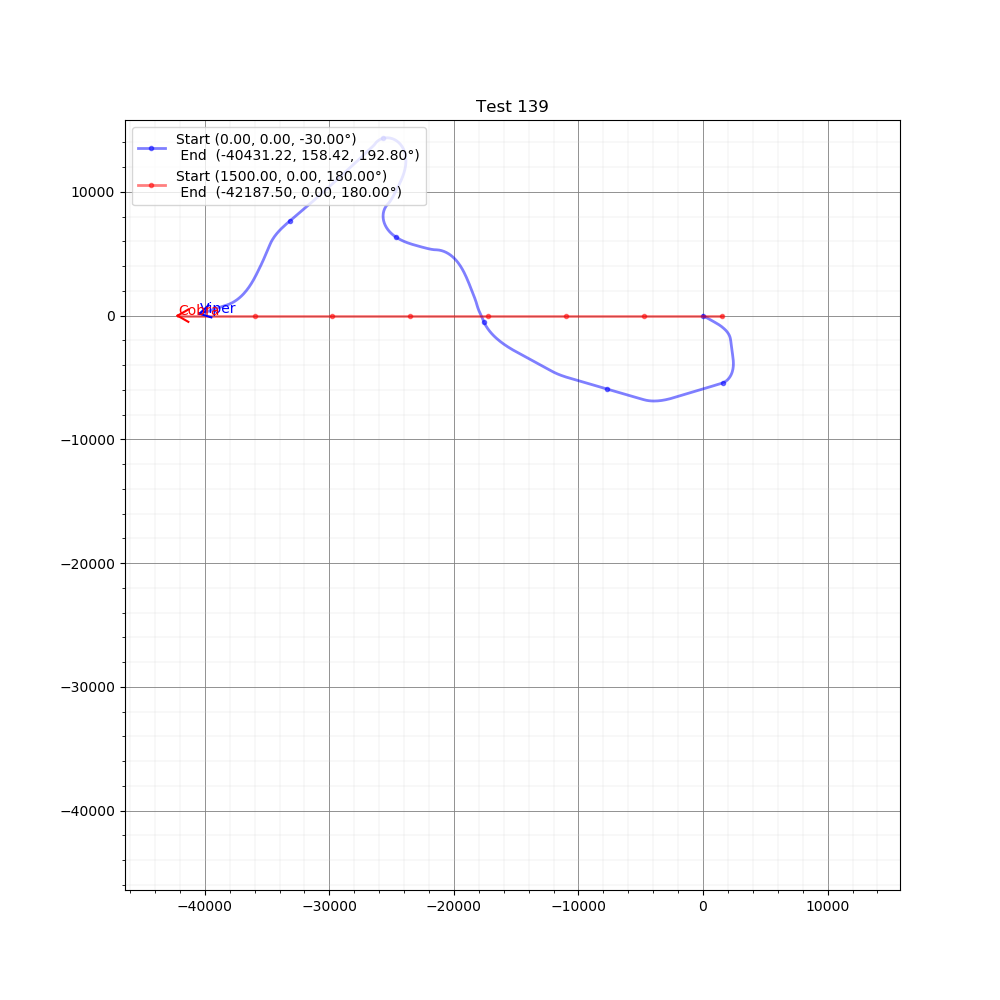 Test 139
Start (0.00, 0.00, -30.00°)
End  (-40431.22, 158.42, 192.80°)
Start (1500.00, 0.00, 180.00°)
End  (-42187.50, 0.00, 180.00°)
10000
0
−10000
−20000
−30000
−40000
Viper
−40000 −30000 −20000 −10000 0 10000